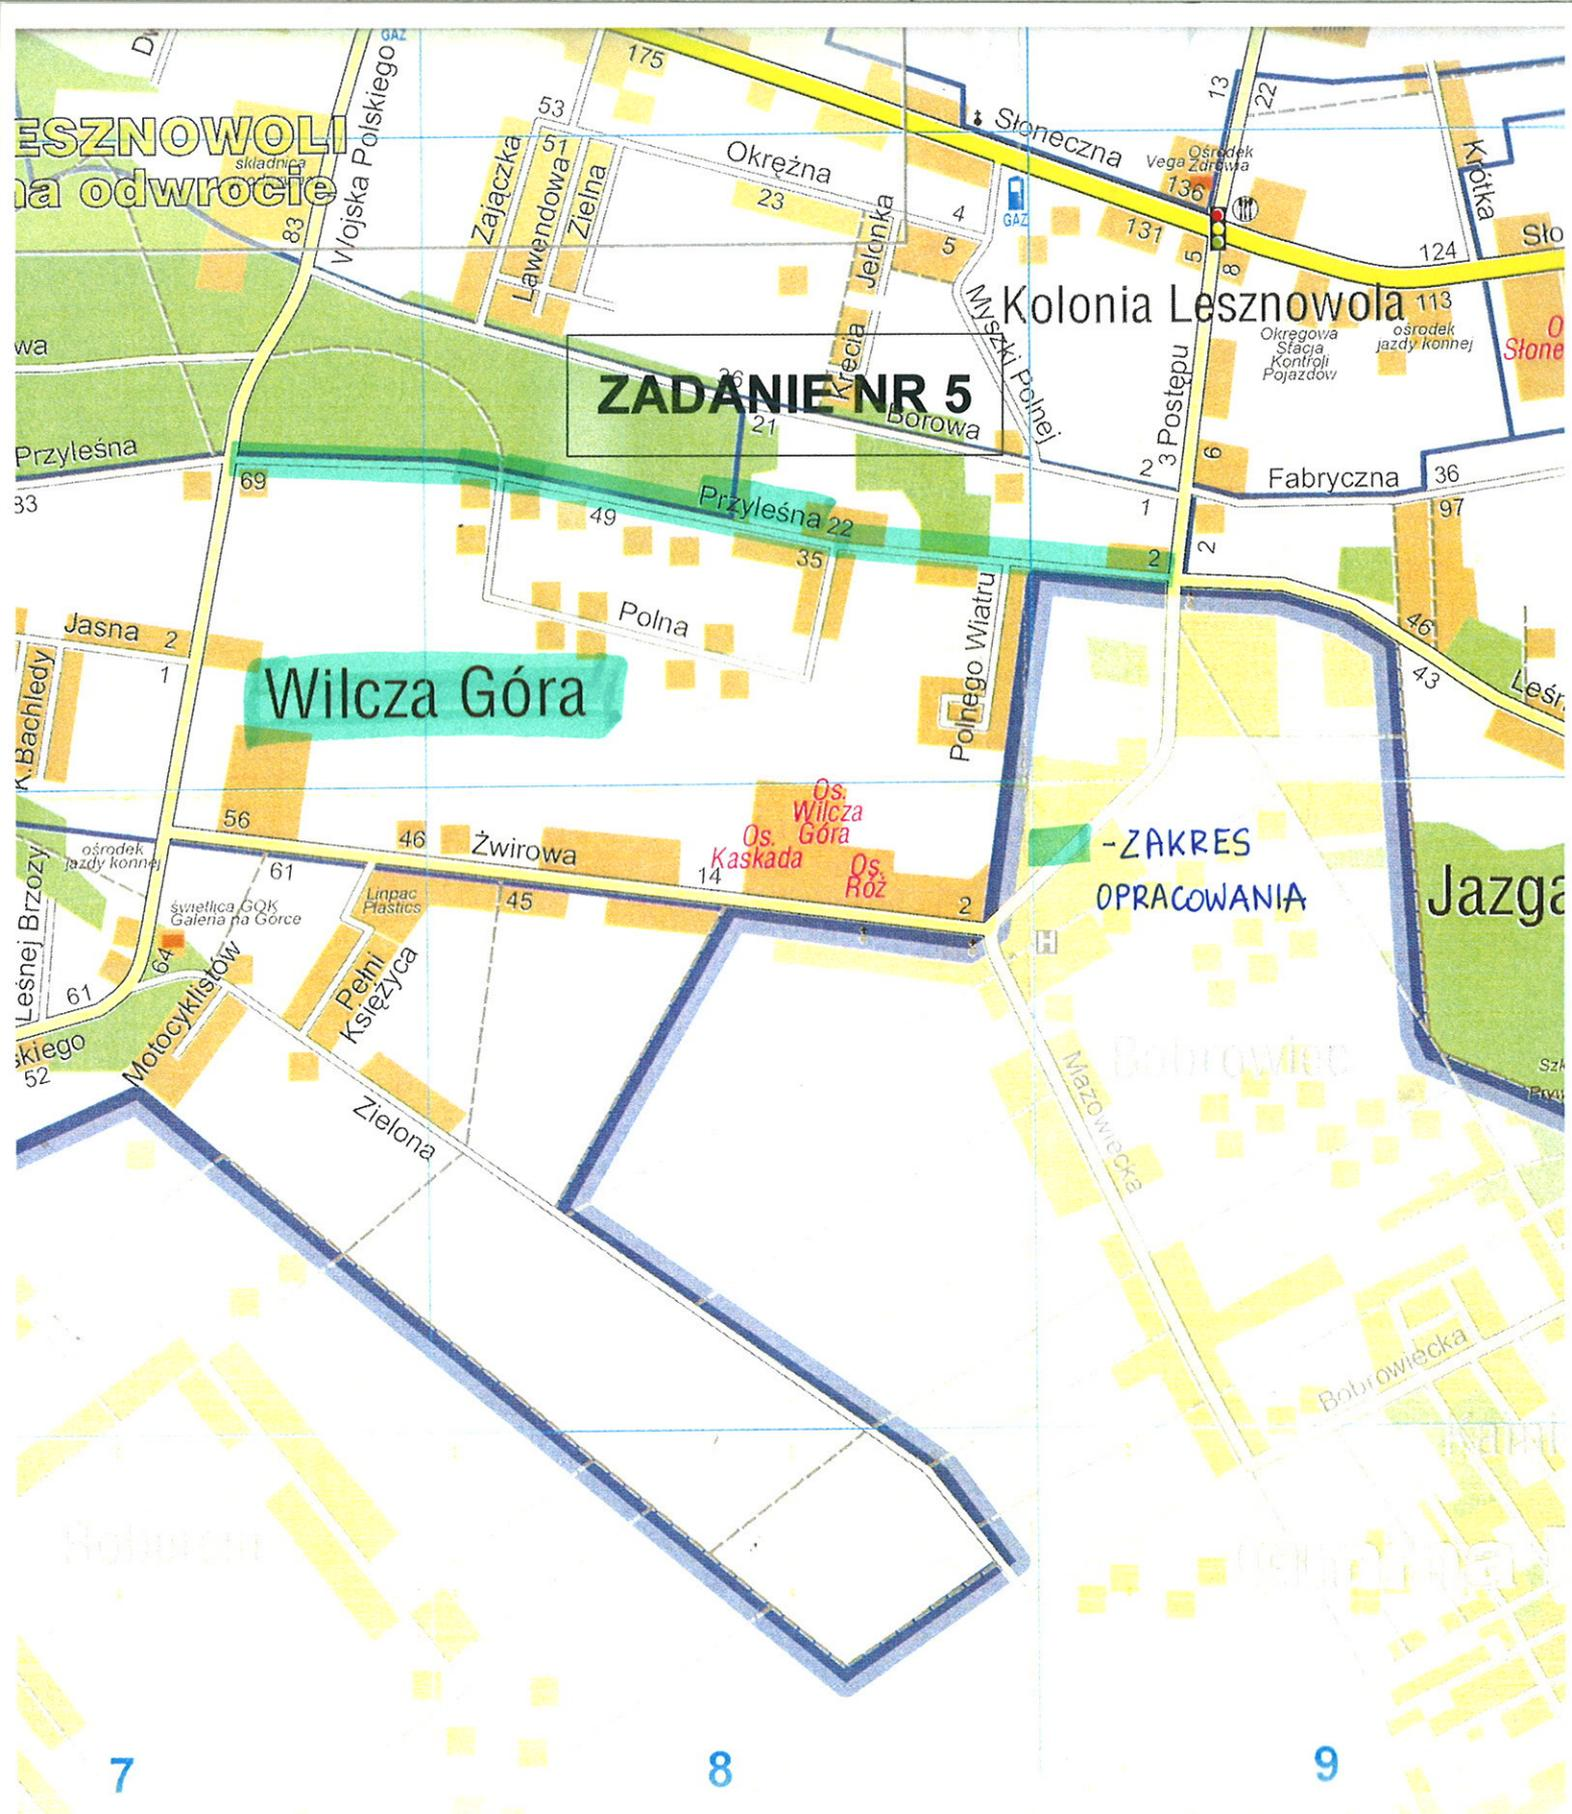 GAZ
175
13
22
53
ESZNOWOLI
na odwrocie
składnica
Wojska Polskiego
83
Zajączka
51
Lawendowa
Zielna
Okrężna
23
Jelonka
4
5
Słoneczna
GAZ
Vega
Ośrodek
Zdrowia
136
131
5
8
Krótka
124
Sło
113
Kolonia Lesznowola
Okręgowa
Stacja
Kontroli
Pojazdów
ośrodek
jazdy konnej
O
Słone
Myszki Polnej
wa
Krecia
26
ZADANIE NR 5
21
Borowa
3 Postępu
6
2
1
Fabryczna
36
97
Przyleśna
83
69
49
Przyleśna
22
35
2
2
Polna
Polnego Wiatru
46
43
Leśn
Jasna
2
1
K.Bachledy
Wilcza Góra
56
46
Żwirowa
Os.
Wilcza
Góra
Os.
Kaskada
Os.
Róż
14
2
61
45
ośrodek
jazdy konnej
Linpac
Plastics
świetlica GOK
Galeria na Górce
Leśnej Brzozy
64
61
skiego
52
Motocyklistów
Pełni
Księżyca
Zielona
-ZAKRES
OPRACOWANIA
Jazga
H
Bobrowiec
Mazowiecka
Szk
Bobrowiecka
7
8
9